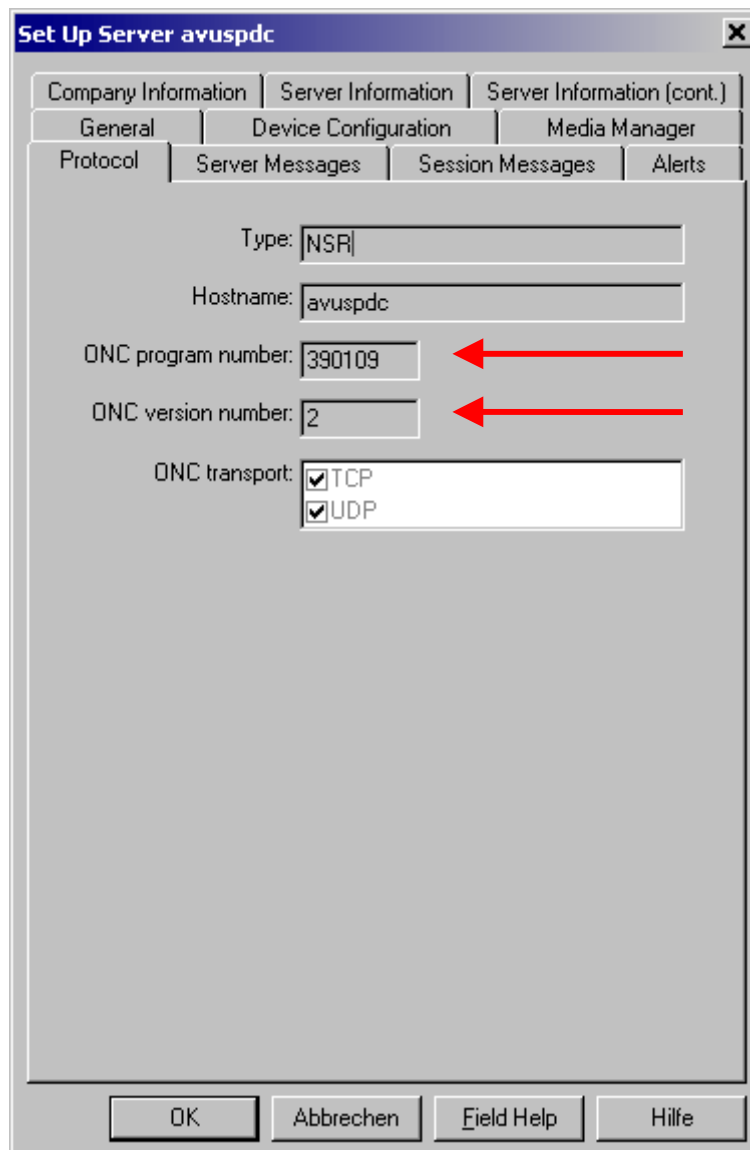 Set Up Server avuspdc
Company Information Server Information Server Information (cont.)
General Device Configuration Media Manager
Protocol Server Messages Session Messages Alerts
Type: NSR
Hostname: avuspdc
ONC program number: 390109
ONC version number: 2
ONC transport: TCP
UDP
OK Abbrechen Field Help Hilfe